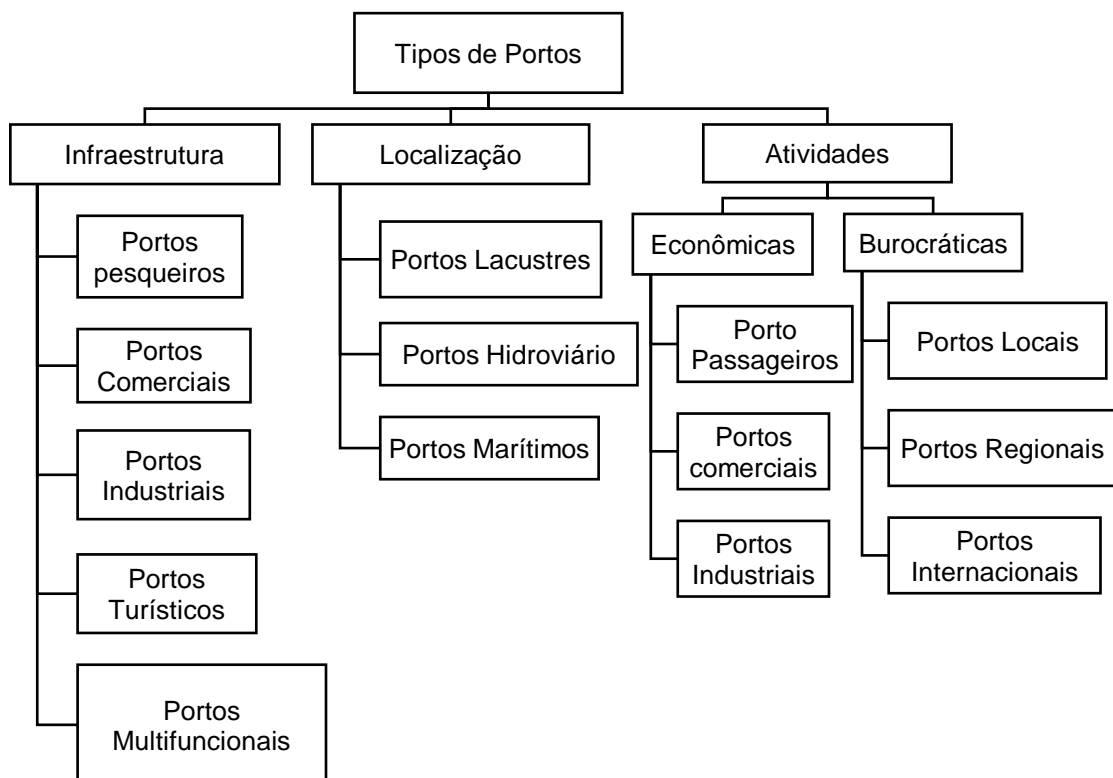 Tipos de Portos
Infraestrutura
Portos
pesqueiros
Portos
Comerciais
Portos
Industriais
Portos
Turísticos
Portos
Multifuncionais
Localização
Portos Lacustres
Portos Hidroviário
Portos Marítimos
Atividades
Econômicas
Porto
Passageiros
Portos
comerciais
Portos
Industriais
Burocráticas
Portos Locais
Portos Regionais
Portos
Internacionais